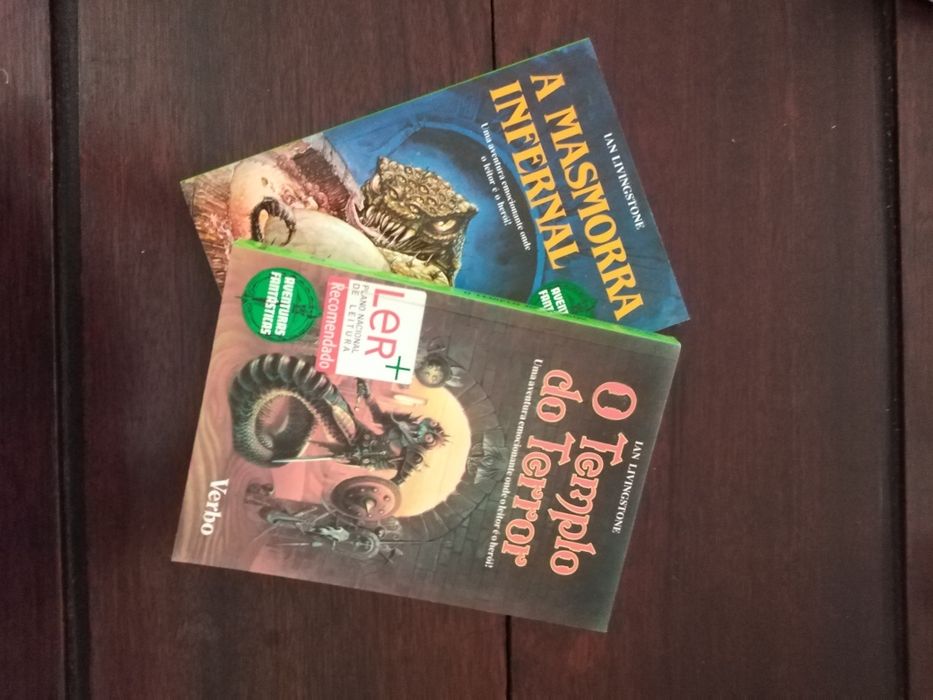 IAN LIVINGSTONE
A MASMORRA
INFERNAL
Uma aventura emocionante onde
o leitor é o herói!
IAN LIVINGSTONE
O Templo
do Terror
Uma aventura emocionante onde o leitor é o herói!
LeR+
PLANO NACIONAL
DE LEITURA
Recomendado
AVENTURAS
FANTÁSTICAS
Verbo